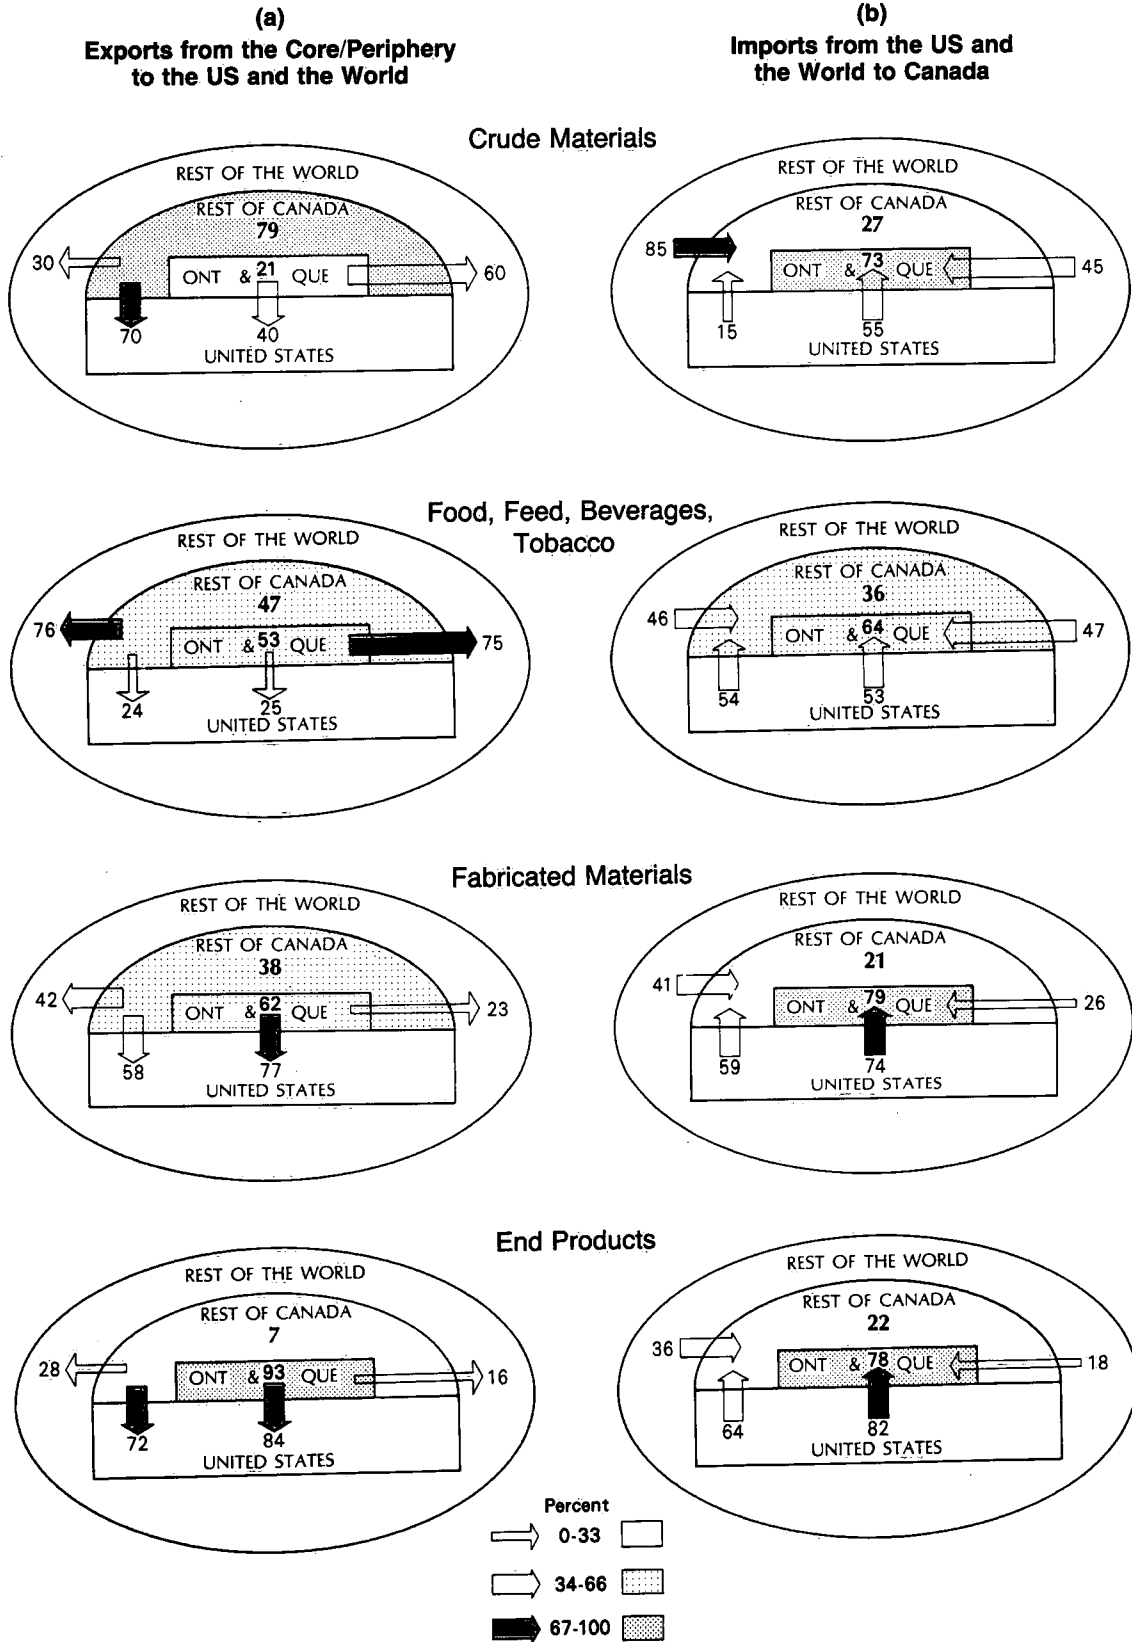 (a)
Exports from the Core/Periphery
to the US and the World
(b)
Imports from the US and
the World to Canada
Crude Materials
REST OF THE WORLD
REST OF CANADA
79
30
ONT & 21 QUE
60
70
40
UNITED STATES
REST OF THE WORLD
REST OF CANADA
27
85
ONT & 73 QUE
45
15
55
UNITED STATES
Food, Feed, Beverages,
Tobacco
REST OF THE WORLD
REST OF CANADA
47
76
ONT & 53 QUE
75
24
25
UNITED STATES
REST OF THE WORLD
REST OF CANADA
36
46
ONT & 64 QUE
47
54
53
UNITED STATES
Fabricated Materials
REST OF THE WORLD
REST OF CANADA
38
42
ONT & 62 QUE
23
58
77
UNITED STATES
REST OF THE WORLD
REST OF CANADA
21
41
ONT & 79 QUE
26
59
74
UNITED STATES
End Products
REST OF THE WORLD
REST OF CANADA
7
28
ONT & 93 QUE
16
72
84
UNITED STATES
REST OF THE WORLD
REST OF CANADA
22
36
ONT & 78 QUE
18
64
82
UNITED STATES
Percent
0-33
34-66
67-100